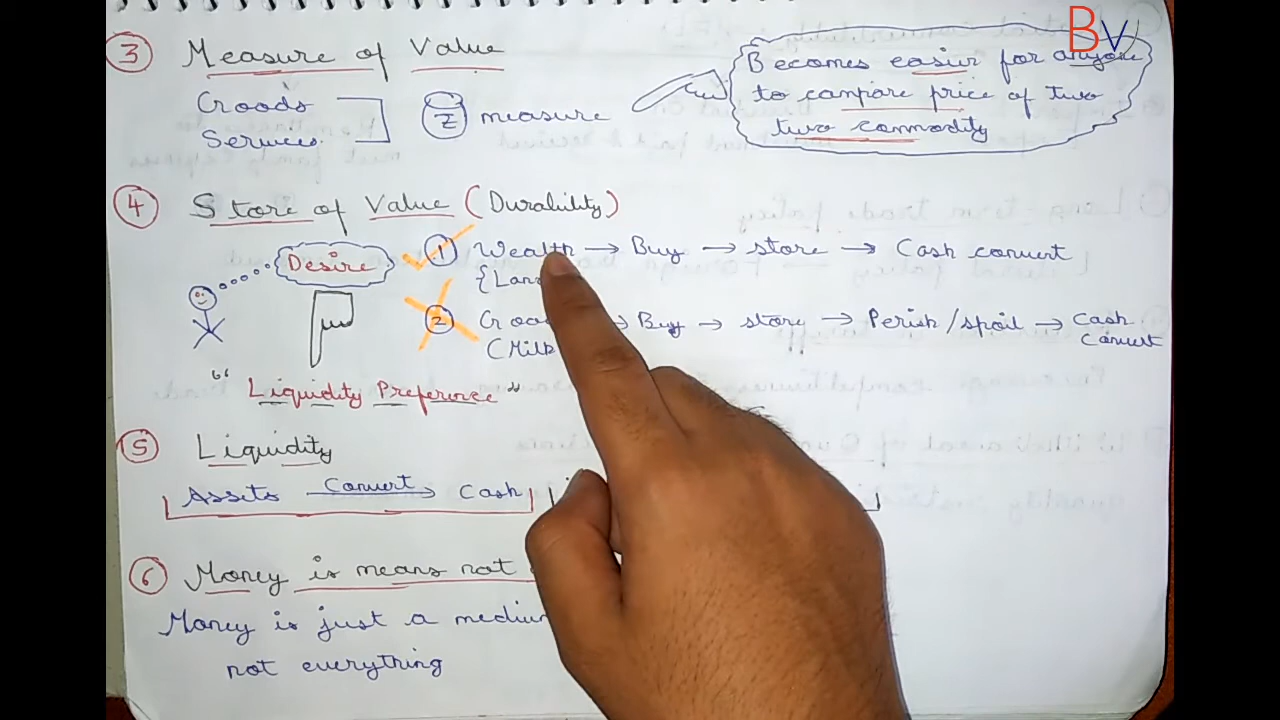 BV
3 Measure of Value
Goods
Services
measure
Becomes easier for anyone
to compare price of two
two commodity
4 Store of Value (Durability)
Desire
1 Wealth → Buy → store → Cash convert
2 → Buy → store → Perish/spoil → Cash
convert
(Milk
"Liquidity Preference"
5 Liquidity
Assets Convert → Cash
6 Money is means not
Money is just a medium
not everything